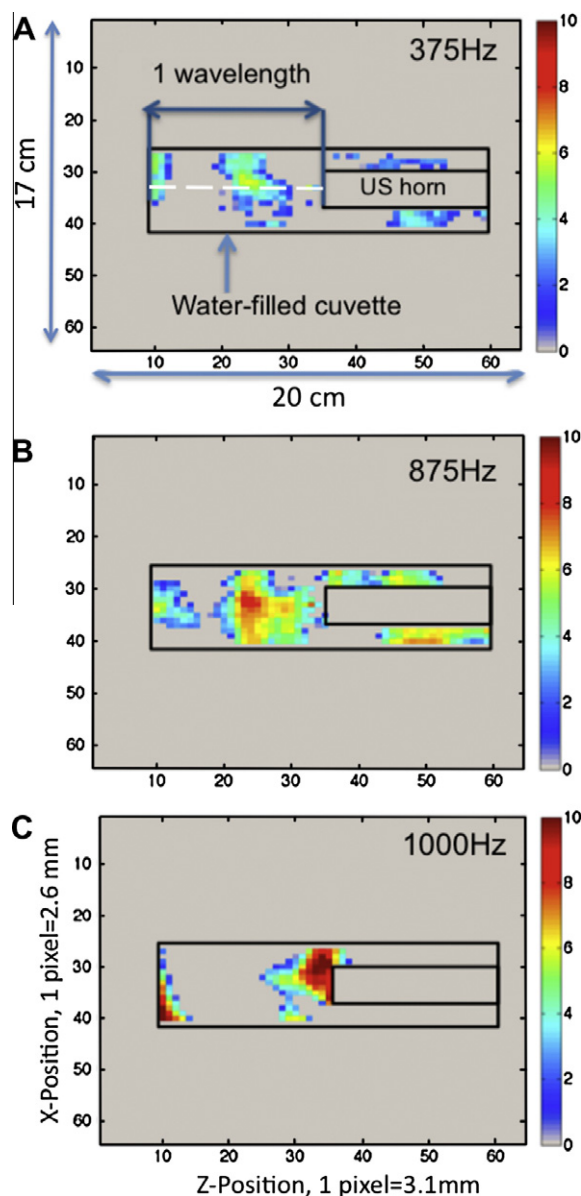 A
375Hz
10
10
1 wavelength
20
8
17 cm
30
US horn
6
40
4
50
Water-filled cuvette
2
60
0
10 20 30 40 50 60
20 cm
B
875Hz
10
10
20
8
30
6
40
4
50
2
60
0
10 20 30 40 50 60
C
1000Hz
10
10
20
8
30
6
40
4
50
2
60
0
X-Position, 1 pixel=2.6 mm
10 20 30 40 50 60
Z-Position, 1 pixel=3.1mm